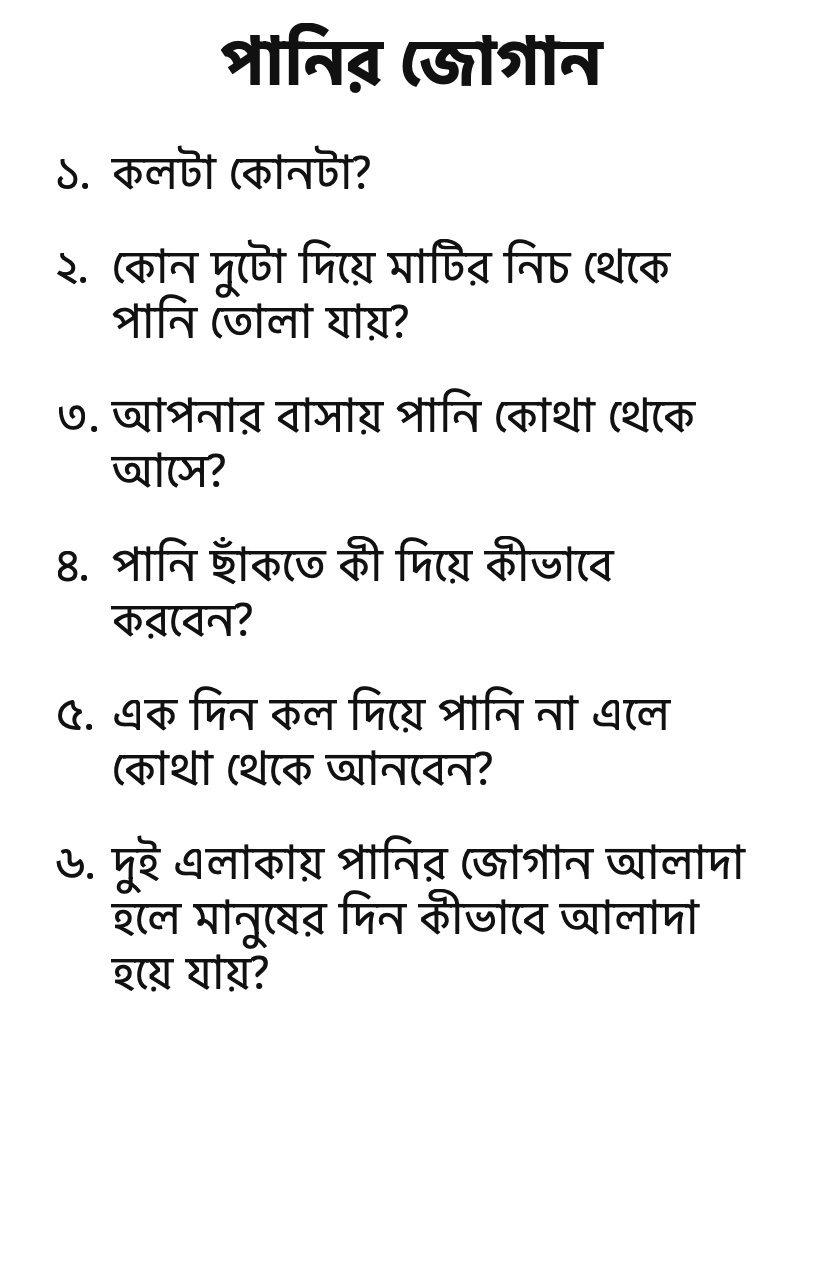 পানির জোগান
১. কলটা কোনটা?
২. কোন দুটো দিয়ে মাটির নিচ থেকে
পানি তোলা যায়?
৩. আপনার বাসায় পানি কোথা থেকে
আসে?
৪. পানি ছাঁকতে কী দিয়ে কীভাবে
করবেন?
৫. এক দিন কল দিয়ে পানি না এলে
কোথা থেকে আনবেন?
৬. দুই এলাকায় পানির জোগান আলাদা
হলে মানুষের দিন কীভাবে আলাদা
হয়ে যায়?